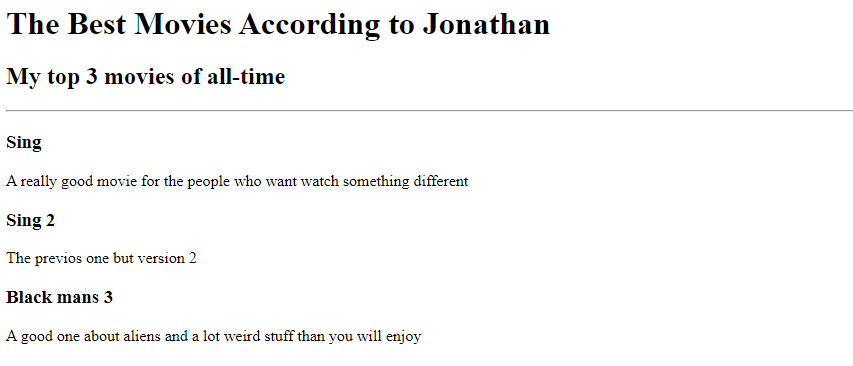 The Best Movies According to Jonathan
My top 3 movies of all-time
Sing
A really good movie for the people who want watch something different
Sing 2
The previos one but version 2
Black mans 3
A good one about aliens and a lot weird stuff than you will enjoy